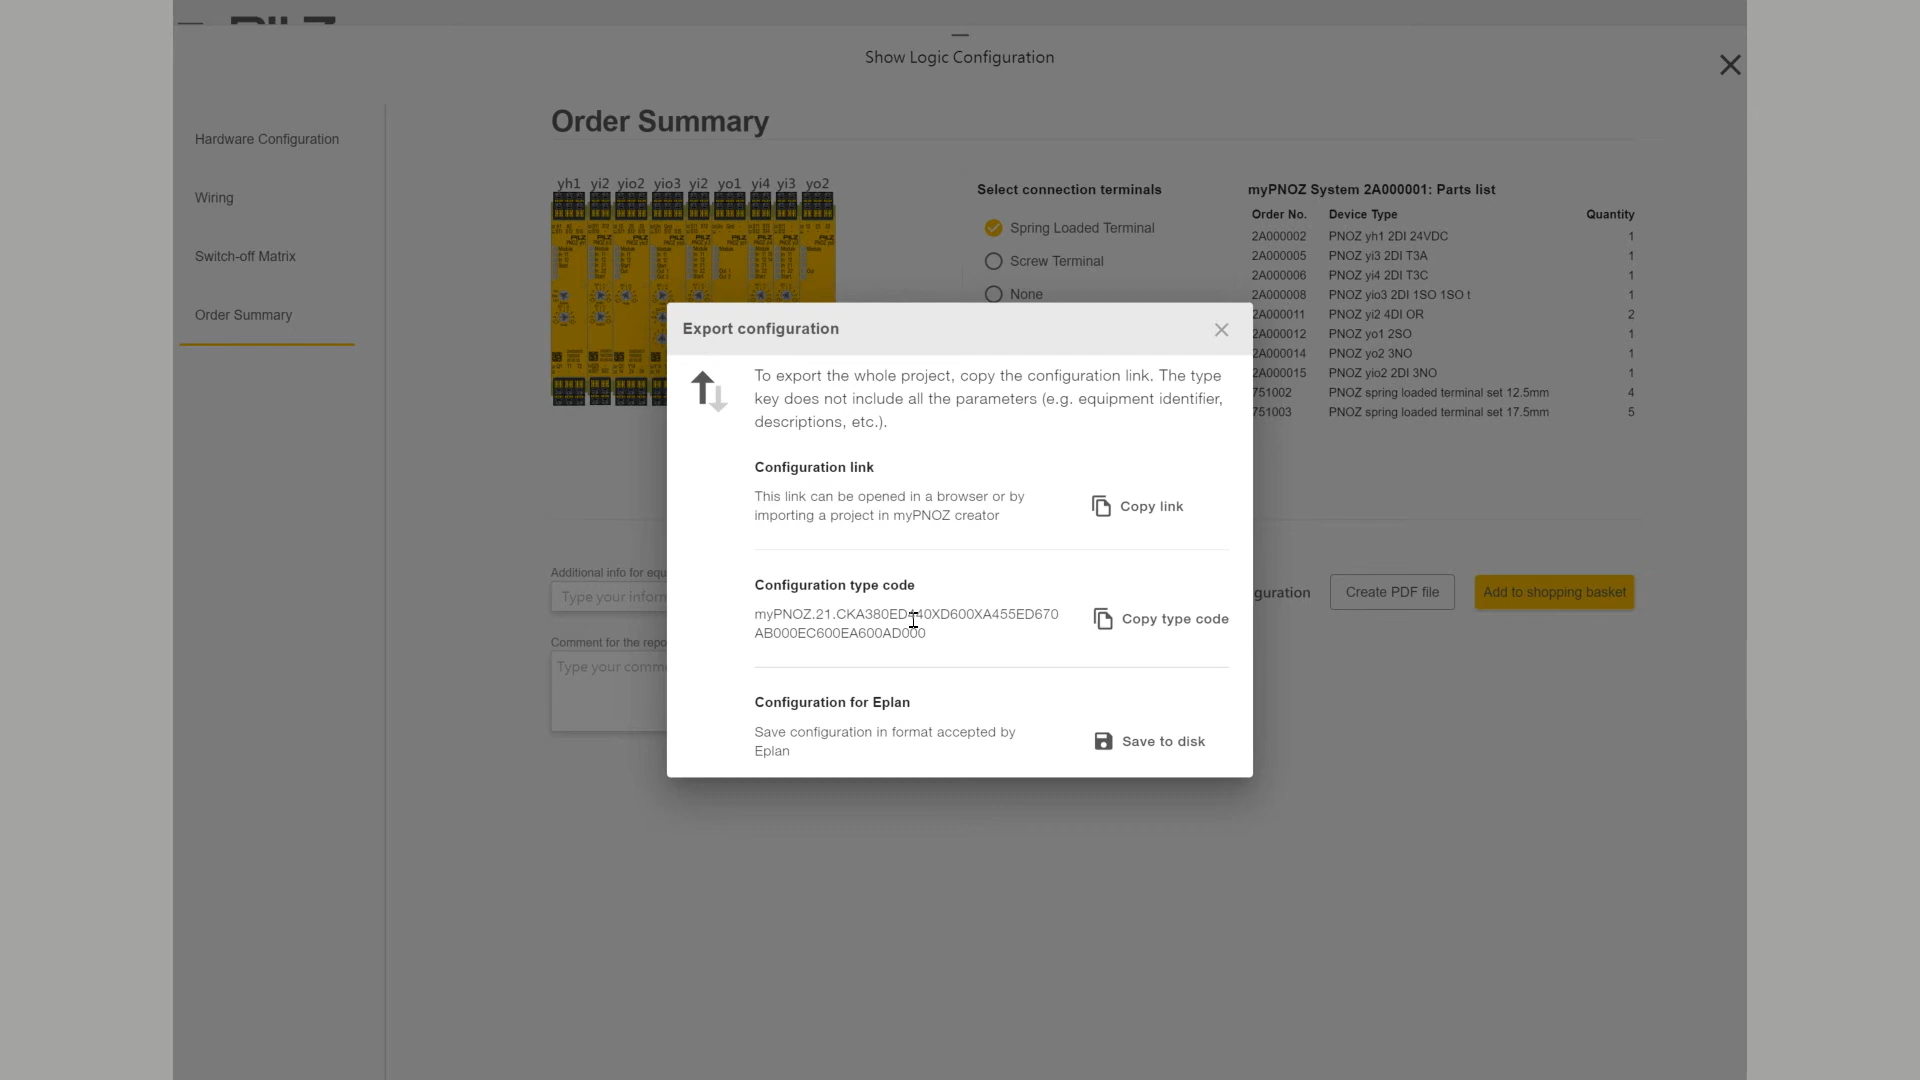 Show Logic Configuration
Hardware Configuration
Wiring
Switch-off Matrix
Order Summary
Order Summary
yh1 yi2 yio2 yio3 yi2 yo1 yi4 yi3 yo2
Select connection terminals
Spring Loaded Terminal
Screw Terminal
None
myPNOZ System 2A000001: Parts list
Order No. Device Type Quantity
2A000002 PNOZ yh1 2DI 24VDC 1
2A000005 PNOZ yi3 2DI T3A 1
2A000006 PNOZ yi4 2DI T3C 1
2A000008 PNOZ yio3 2DI 1SO 1SO t 1
2A000011 PNOZ yi2 4DI OR 2
2A000012 PNOZ yo1 2SO 1
2A000014 PNOZ yo2 3NO 1
2A000015 PNOZ yio2 2DI 3NO 1
751002 PNOZ spring loaded terminal set 12.5mm 4
751003 PNOZ spring loaded terminal set 17.5mm 5
Export configuration
To export the whole project, copy the configuration link. The type
key does not include all the parameters (e.g. equipment identifier,
descriptions, etc.).
Configuration link
This link can be opened in a browser or by
importing a project in myPNOZ creator
Copy link
Configuration type code
myPNOZ.21.CKA380ED440XD600XA455ED670
AB000EC600EA600AD000
Copy type code
Configuration for Eplan
Save configuration in format accepted by
Eplan
Save to disk
Additional info for equ
Type your inform
Comment for the repo
Type your comme
guration
Create PDF file
Add to shopping basket